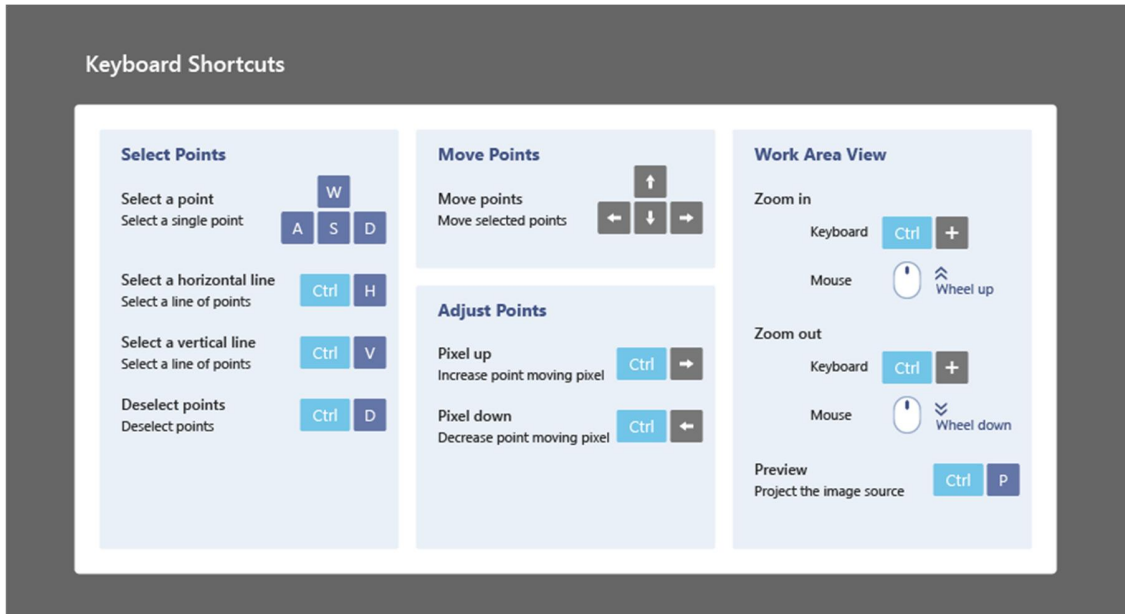 Keyboard Shortcuts
Select Points
Select a point
Select a single point
W
A S D
Select a horizontal line
Select a line of points
Ctrl H
Select a vertical line
Select a line of points
Ctrl V
Deselect points
Deselect points
Ctrl D
Move Points
Move points
Move selected points
↑
← ↓ →
Adjust Points
Pixel up
Increase point moving pixel
Ctrl →
Pixel down
Decrease point moving pixel
Ctrl ←
Work Area View
Zoom in
Keyboard Ctrl +
Mouse
Wheel up
Zoom out
Keyboard Ctrl +
Mouse
Wheel down
Preview
Project the image source
Ctrl P